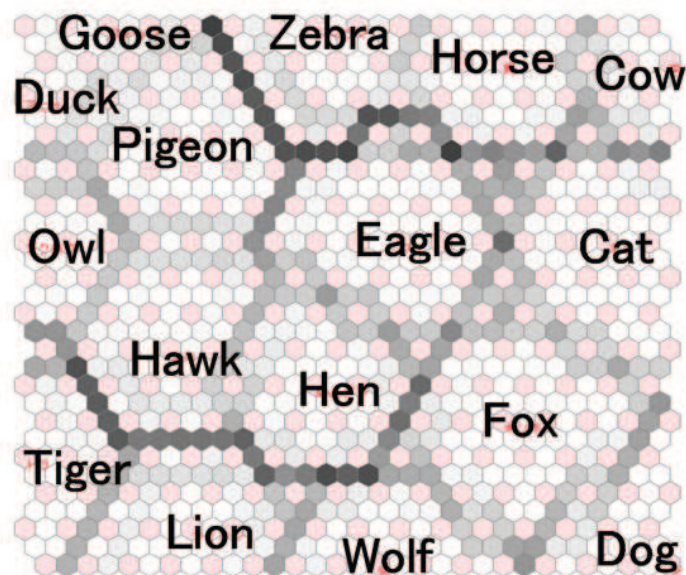 Goose
Zebra
Horse
Cow
Duck
Pigeon
Owl
Eagle
Cat
Hawk
Hen
Fox
Tiger
Lion
Wolf
Dog